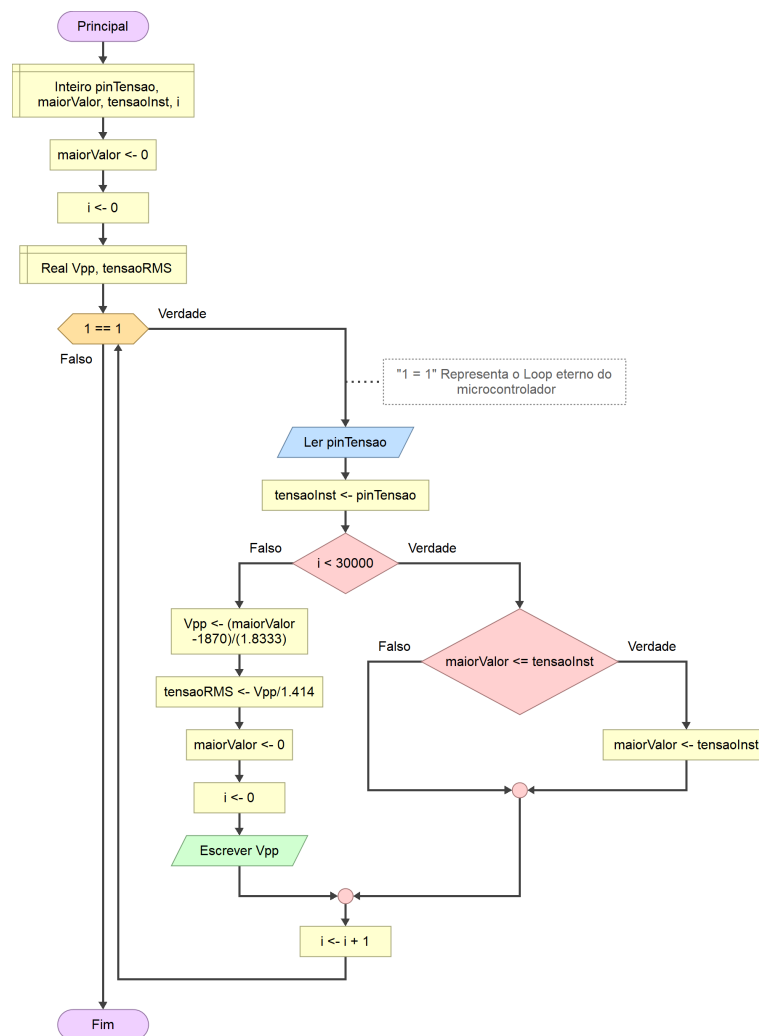 Principal
Inteiro pinTensao,
maiorValor, tensaoInst, i
maiorValor <- 0
i <- 0
Real Vpp, tensaoRMS
1 == 1
Verdade
Falso
"1 = 1" Representa o Loop eterno do
microcontrolador
Ler pinTensao
tensaoInst <- pinTensao
i < 30000
Falso
Verdade
Vpp <- (maiorValor
-1870)/(1.8333)
tensaoRMS <- Vpp/1.414
maiorValor <- 0
i <- 0
Escrever Vpp
maiorValor <= tensaoInst
Falso
Verdade
maiorValor <- tensaoInst
i <- i + 1
Fim